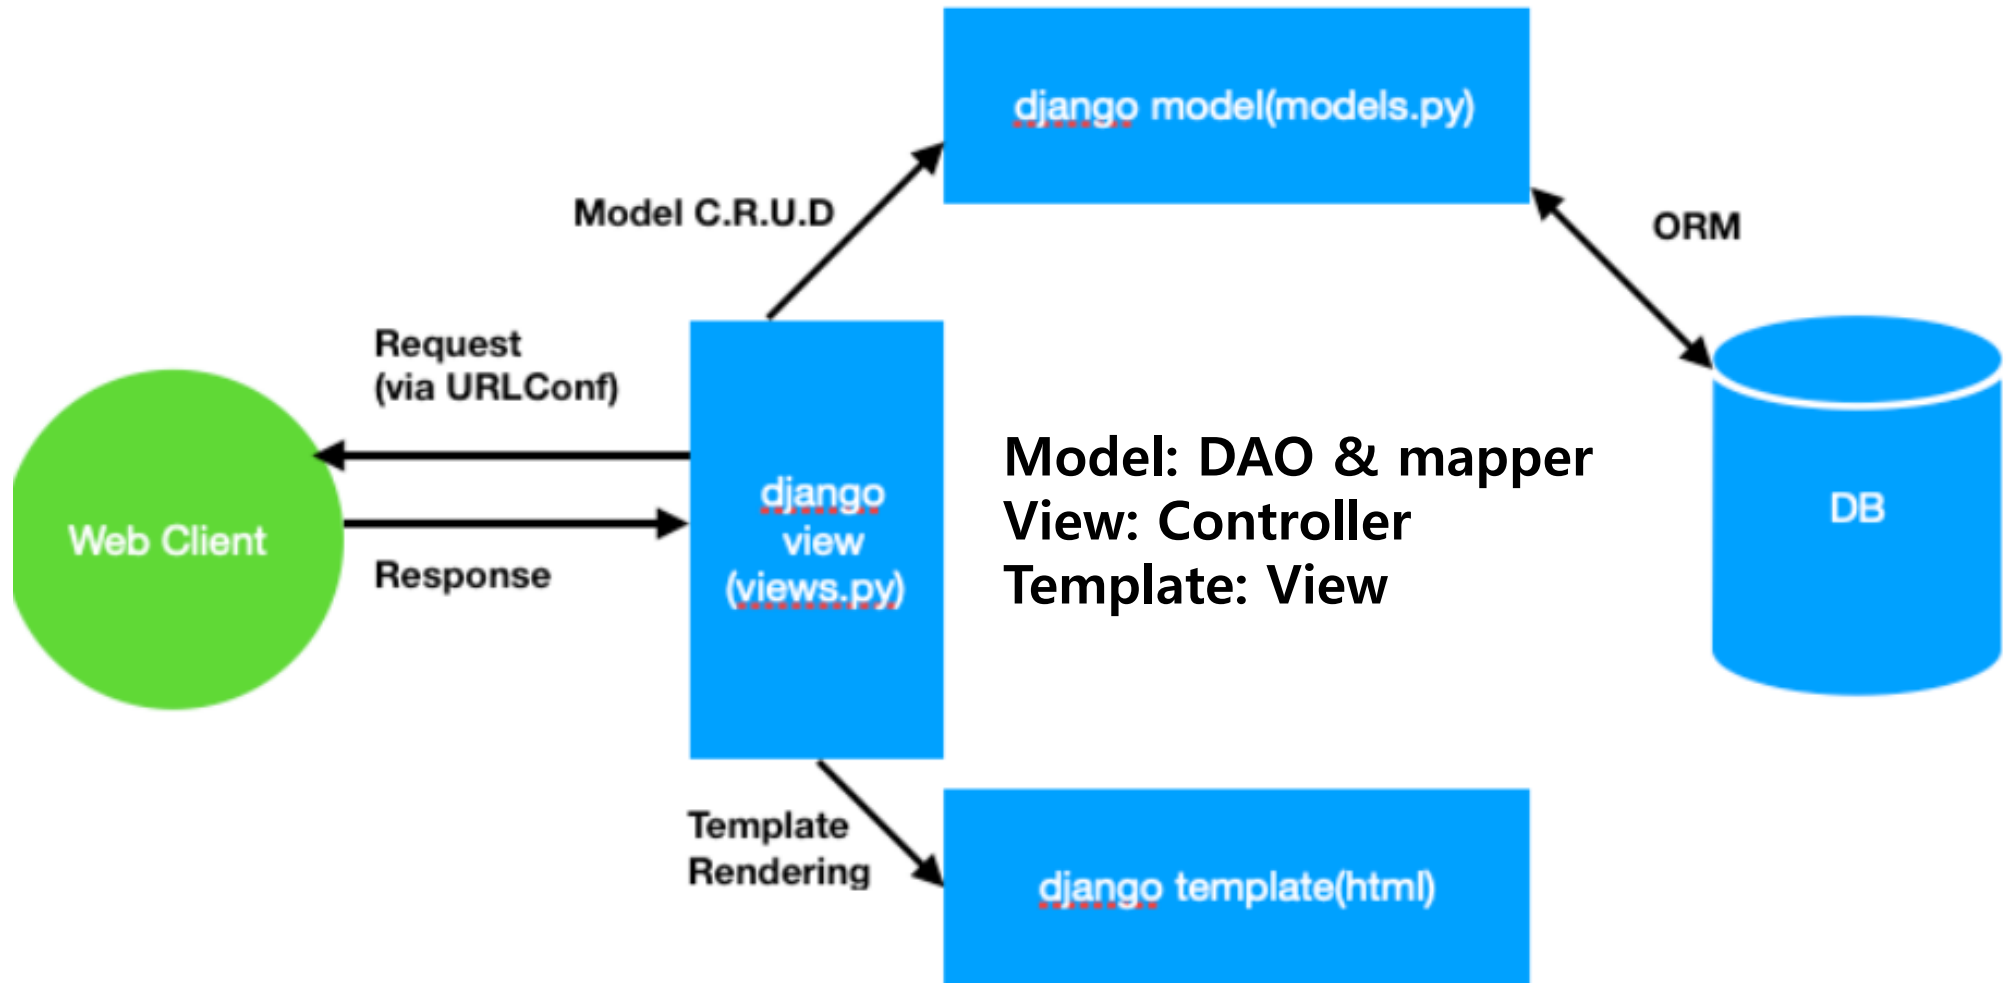 django model(models.py)
Model C.R.U.D
ORM
Request
(via URLConf)
Web Client
Response
django
view
(views.py)
Model: DAO & mapper
View: Controller
Template: View
DB
Template
Rendering
django template(html)